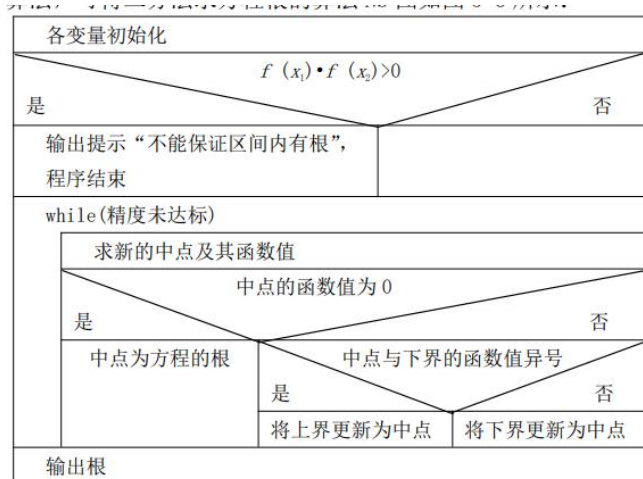 各变量初始化
f (x₁)•f (x₂)>0
是 否
输出提示“不能保证区间内有根”，
程序结束
while(精度未达标)
求新的中点及其函数值
中点的函数值为 0
是 否
中点为方程的根 中点与下界的函数值异号
是 否
将上界更新为中点 将下界更新为中点
输出根